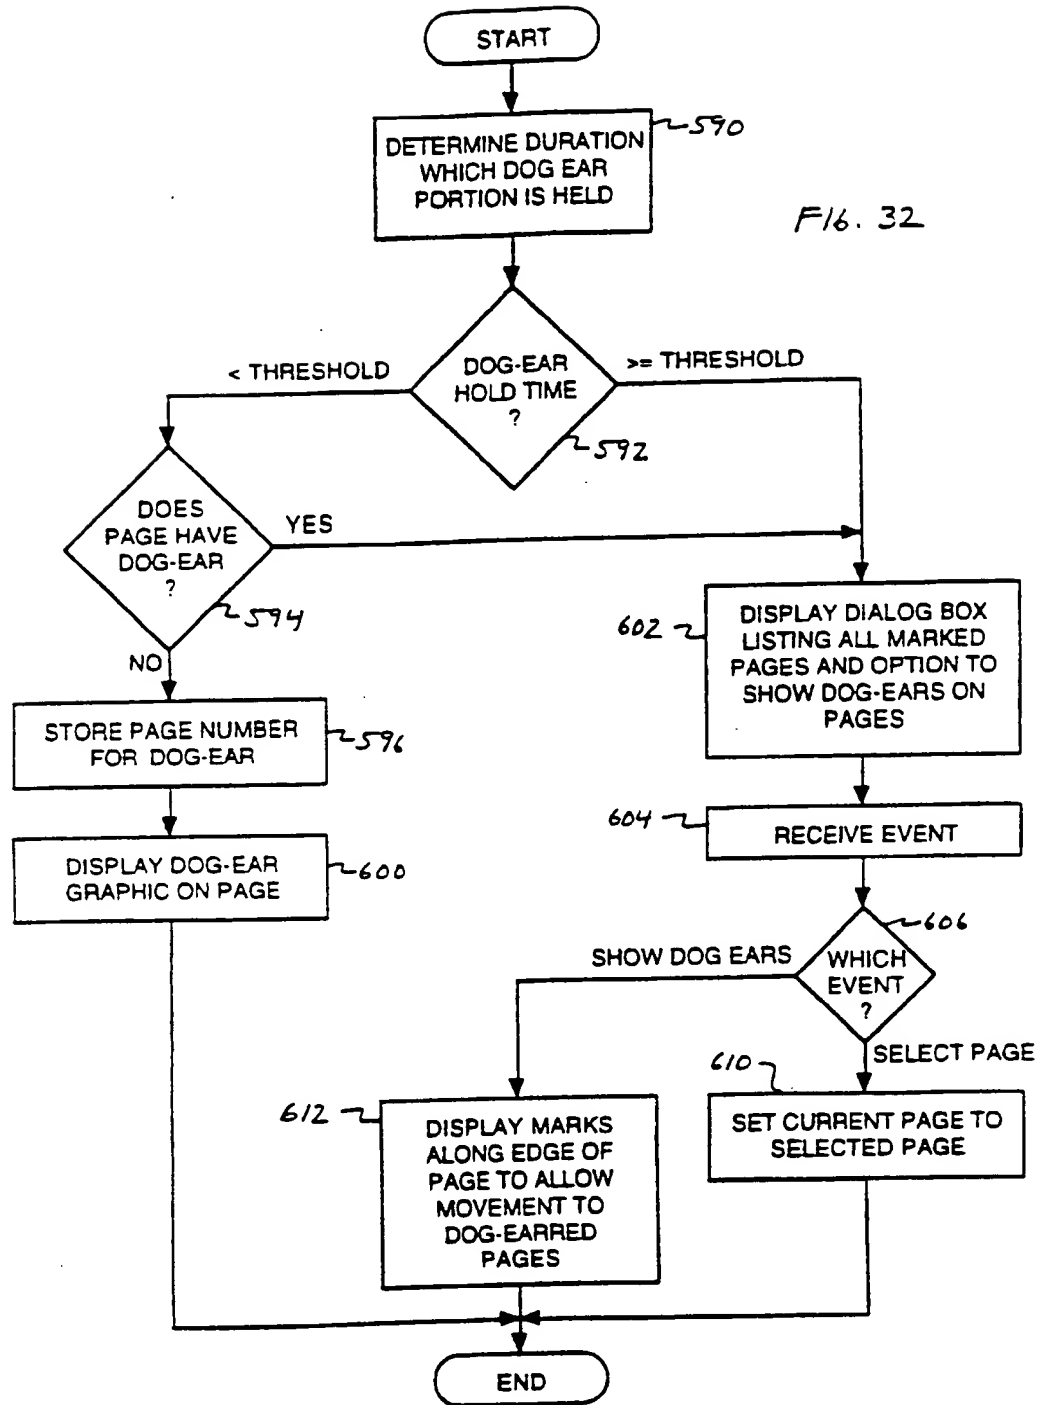 START
DETERMINE DURATION
WHICH DOG EAR
PORTION IS HELD
590
FIG. 32
< THRESHOLD
DOG-EAR
HOLD TIME
?
>= THRESHOLD
592
DOES
PAGE HAVE
DOG-EAR
?
YES
594
NO
STORE PAGE NUMBER
FOR DOG-EAR
596
DISPLAY DOG-EAR
GRAPHIC ON PAGE
600
602
DISPLAY DIALOG BOX
LISTING ALL MARKED
PAGES AND OPTION TO
SHOW DOG-EARS ON
PAGES
604
RECEIVE EVENT
606
SHOW DOG EARS
WHICH
EVENT
?
SELECT PAGE
610
SET CURRENT PAGE TO
SELECTED PAGE
612
DISPLAY MARKS
ALONG EDGE OF
PAGE TO ALLOW
MOVEMENT TO
DOG-EARRED
PAGES
END